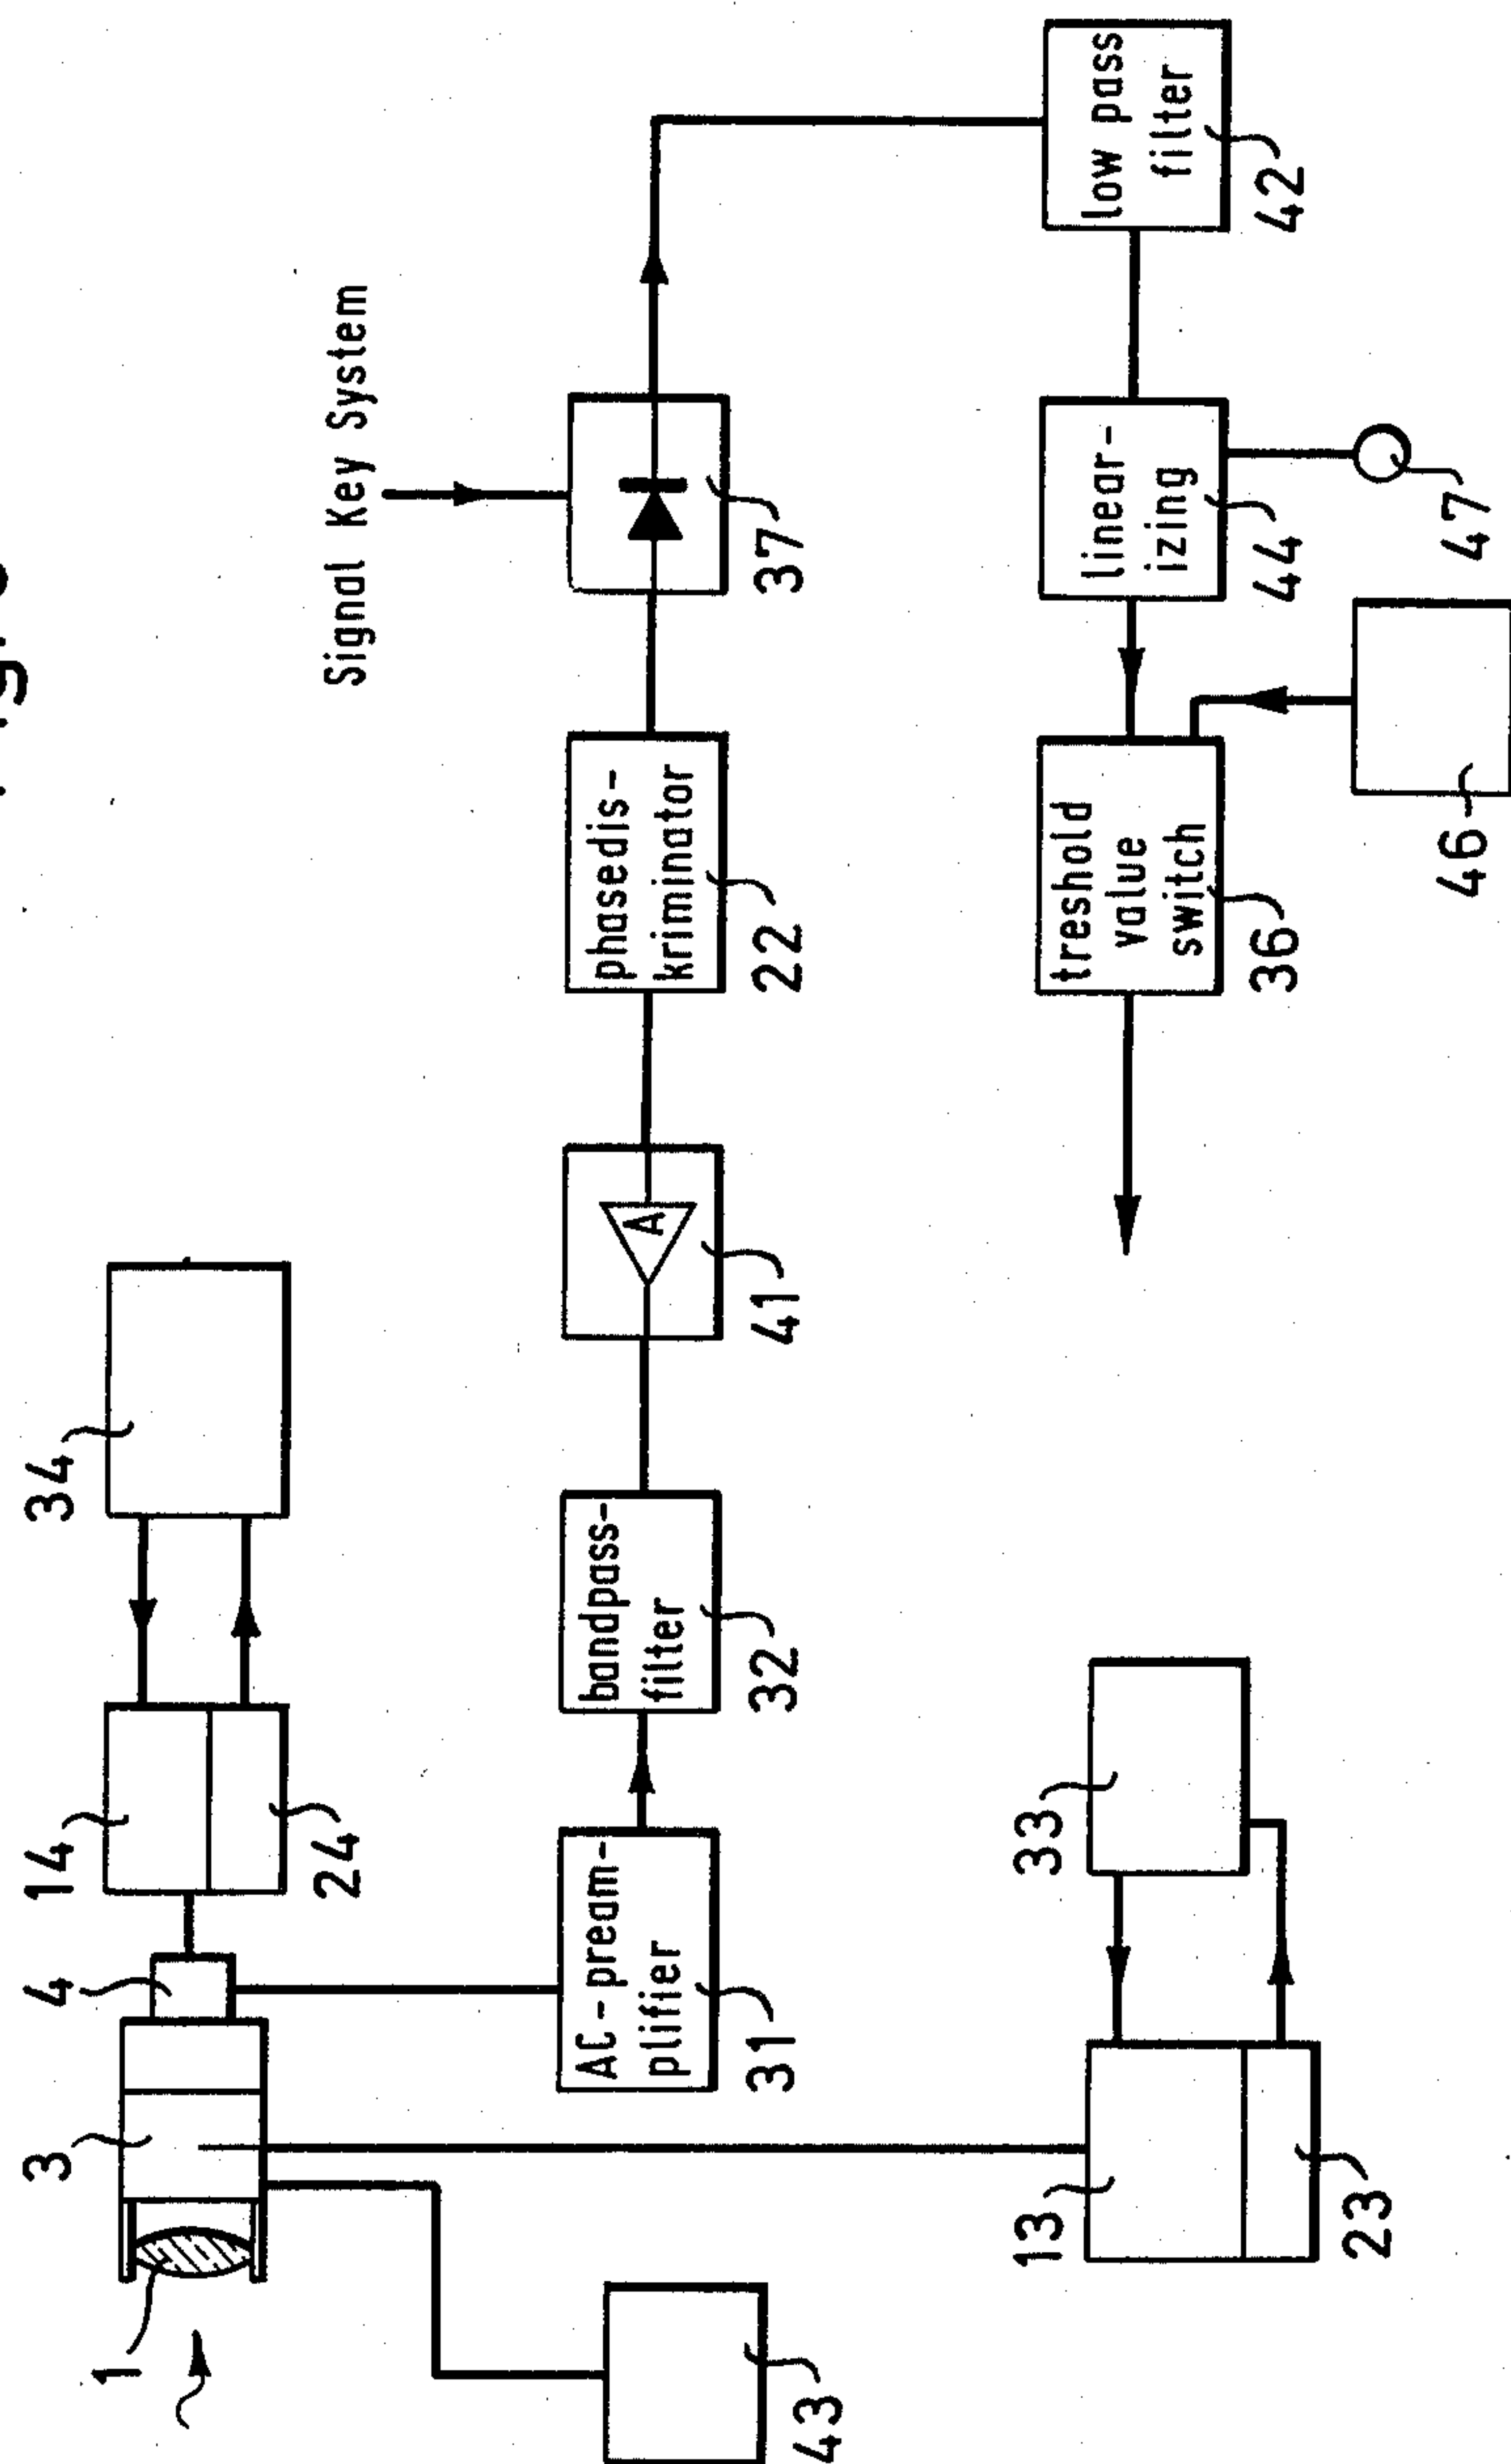 34
14
24
4
3
1
43
AC-pream-
plifier
31
bandpass-
filter
32
A
41
phasedis-
kriminator
22
Signal Key System
37
low pass
filter
42
linear-
izing
44
47
treshold
value
switch
36
46
33
13
23